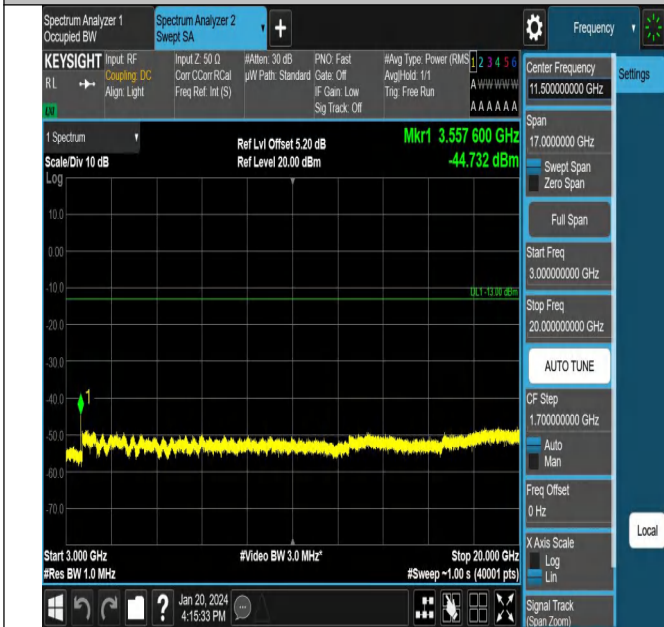 Spectrum Analyzer 1
Occupied BW
Spectrum Analyzer 2
Swept SA
+
Frequency
KEYSIGHT
RL
LXI
Input: RF
Coupling: DC
Align: Light
Input Z: 50 Ω
Corr CCorr RCal
Freq Ref: Int (S)
#Atten: 30 dB
µW Path: Standard
PNO: Fast
Gate: Off
IF Gain: Low
Sig Track: Off
#Avg Type: Power (RMS
Avg|Hold: 1/1
Trig: Free Run
1 2 3 4 5 6
A W W W W W
A A A A A A
1 Spectrum
Scale/Div 10 dB
Ref Lvl Offset 5.20 dB
Ref Level 20.00 dBm
Mkr1 3.557 600 GHz
-44.732 dBm
Log
10.0
0.00
-10.0
-20.0
-30.0
-40.0
-50.0
-60.0
-70.0
DL1 -13.00 dBm
1
Start 3.000 GHz
#Res BW 1.0 MHz
#Video BW 3.0 MHz*
Stop 20.000 GHz
#Sweep ~1.00 s (40001 pts)
Jan 20, 2024
4:15:33 PM
Center Frequency
11.500000000 GHz
Settings
Span
17.0000000 GHz
Swept Span
Zero Span
Full Span
Start Freq
3.000000000 GHz
Stop Freq
20.000000000 GHz
AUTO TUNE
CF Step
1.700000000 GHz
Auto
Man
Freq Offset
0 Hz
Local
X Axis Scale
Log
Lin
Signal Track
(Span Zoom)